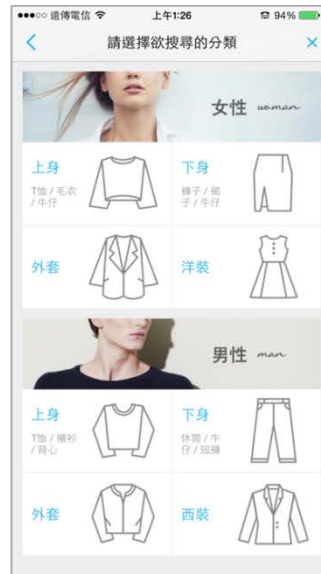 遠傳電信 上午1:26 94%
請選擇欲搜尋的分類
女性 woman
上身
T恤 / 毛衣
/ 牛仔
下身
褲子 / 裙
子 / 牛仔
外套
洋裝
男性 man
上身
T恤 / 襯衫
/ 背心
下身
休閒 / 牛
仔 / 短褲
外套
西裝